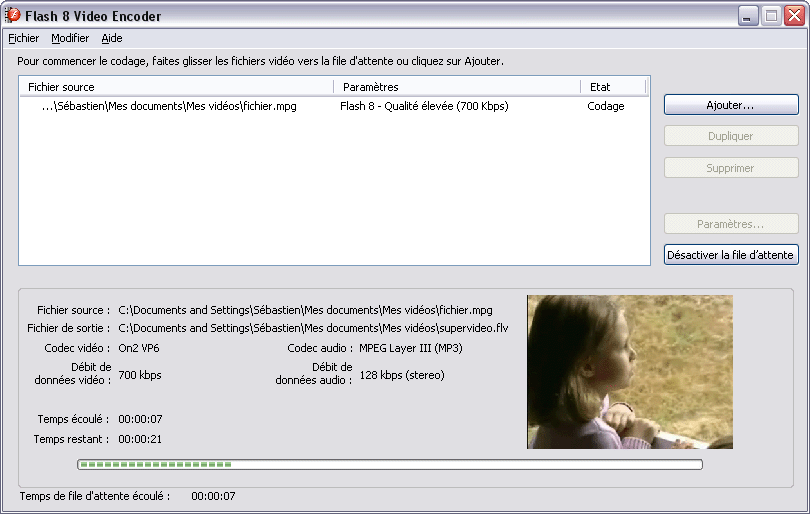 Flash 8 Video Encoder
Fichier Modifier Aide
Pour commencer le codage, faites glisser les fichiers vidéo vers la file d'attente ou cliquez sur Ajouter.
Fichier source Paramètres Etat
...\Sébastien\Mes documents\Mes vidéos\fichier.mpg Flash 8 - Qualité élevée (700 Kbps) Codage
Ajouter...
Dupliquer
Supprimer
Paramètres...
Désactiver la file d'attente
Fichier source : C:\Documents and Settings\Sébastien\Mes documents\Mes vidéos\fichier.mpg
Fichier de sortie : C:\Documents and Settings\Sébastien\Mes documents\Mes vidéos\supervideo.flv
Codec vidéo : On2 VP6 Codec audio : MPEG Layer III (MP3)
Débit de données vidéo : 700 kbps Débit de données audio : 128 kbps (stereo)
Temps écoulé : 00:00:07
Temps restant : 00:00:21
Temps de file d'attente écoulé : 00:00:07